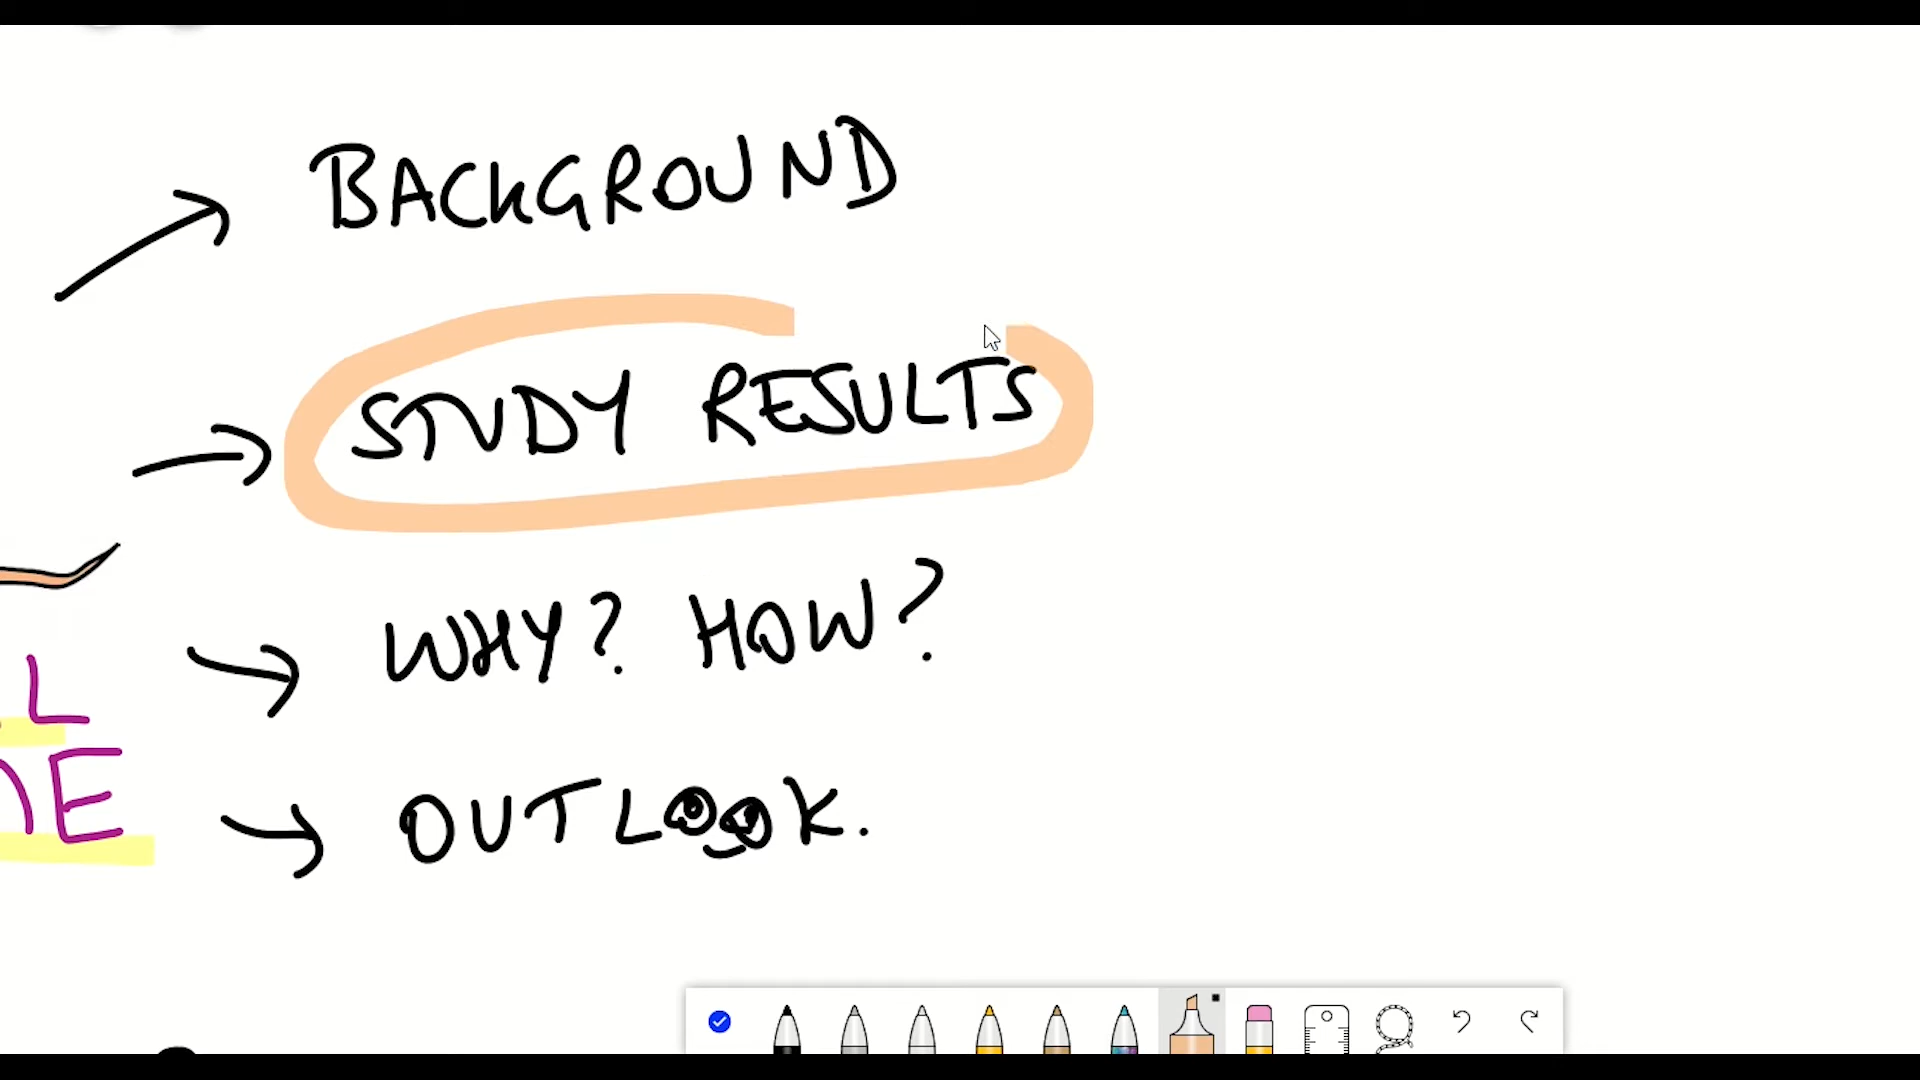 BACKGROUND
STUDY RESULTS
WHY? HOW?
L
E
OUTLOOK.